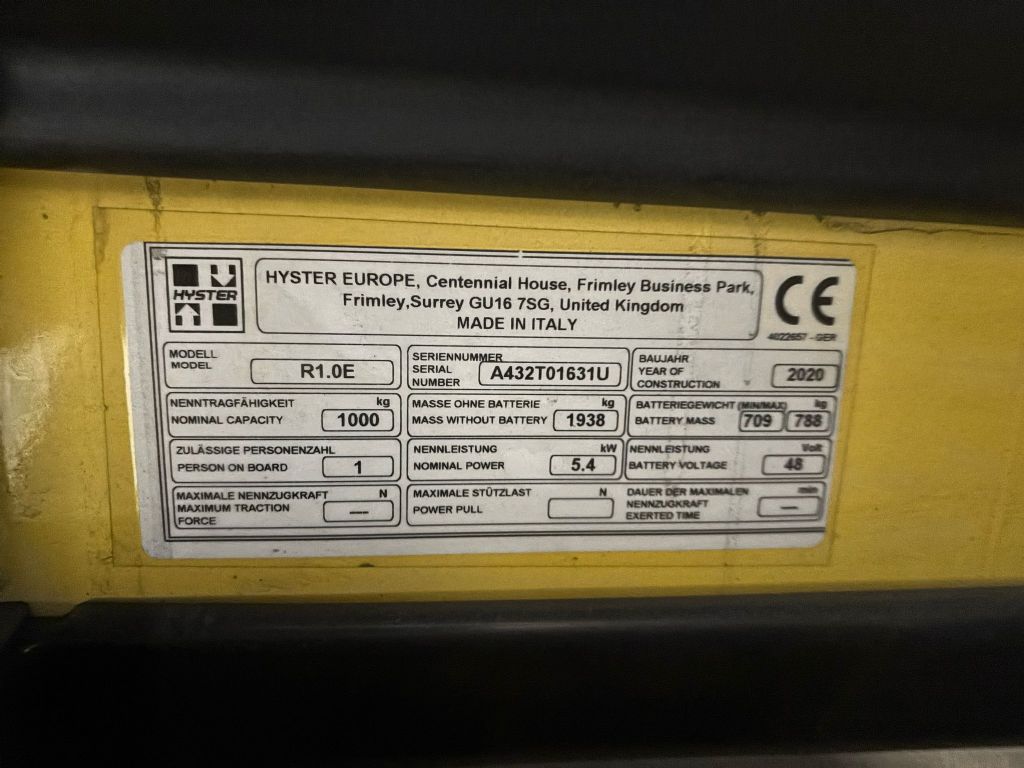 HYSTER
HYSTER EUROPE, Centennial House, Frimley Business Park,
Frimley,Surrey GU16 7SG, United Kingdom
MADE IN ITALY
CE
4022657 - GER
MODELL
MODEL
R1.0E
SERIENNUMMER
SERIAL
NUMBER
A432T01631U
BAUJAHR
YEAR OF
CONSTRUCTION
2020
NENNTRAGFÄHIGKEIT kg
NOMINAL CAPACITY 1000
MASSE OHNE BATTERIE kg
MASS WITHOUT BATTERY 1938
BATTERIEGEWICHT (MIN/MAX) kg
BATTERY MASS 709 788
ZULÄSSIGE PERSONENZAHL
PERSON ON BOARD 1
NENNLEISTUNG kW
NOMINAL POWER 5.4
NENNLEISTUNG Volt
BATTERY VOLTAGE 48
MAXIMALE NENNZUGKRAFT N
MAXIMUM TRACTION
FORCE
---
MAXIMALE STÜTZLAST N
POWER PULL
DAUER DER MAXIMALEN min
NENNZUGKRAFT
EXERTED TIME
---